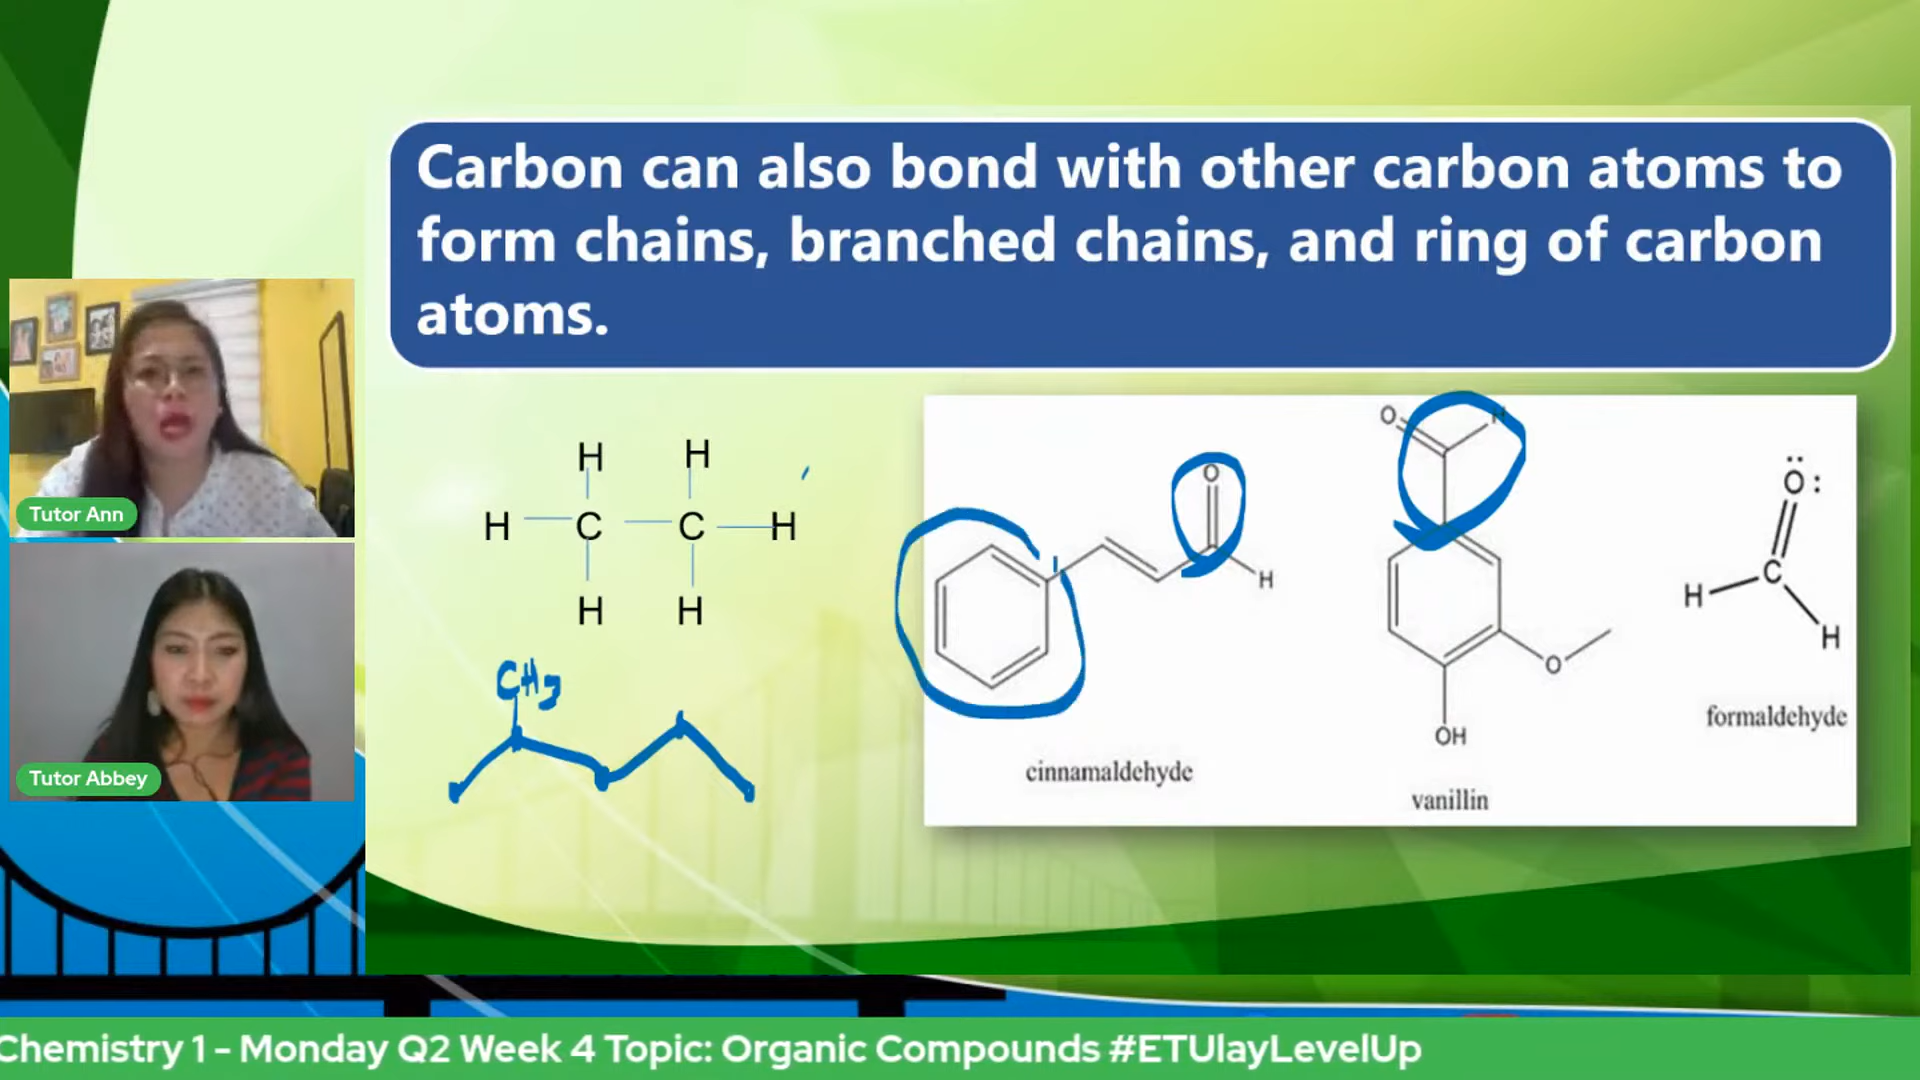 Carbon can also bond with other carbon atoms to
form chains, branched chains, and ring of carbon
atoms.
Tutor Ann
Tutor Abbey
H H
H C C H
H H
CH3
O
H
cinnamaldehyde
O H
O
OH
vanillin
O:
C
H
H
formaldehyde
Chemistry 1 - Monday Q2 Week 4 Topic: Organic Compounds #ETUlayLevelUp